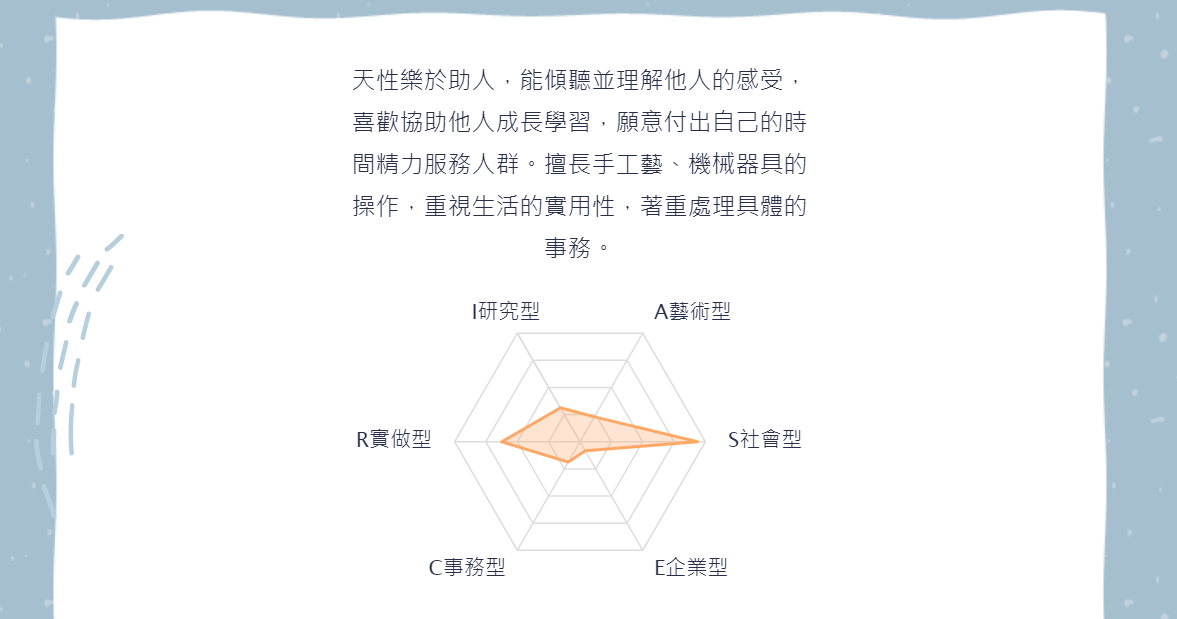 天性樂於助人，能傾聽並理解他人的感受，
喜歡協助他人成長學習，願意付出自己的時
間精力服務人群。擅長手工藝、機械器具的
操作，重視生活的實用性，著重處理具體的
事務。
I研究型
A藝術型
R實做型
S社會型
C事務型
E企業型